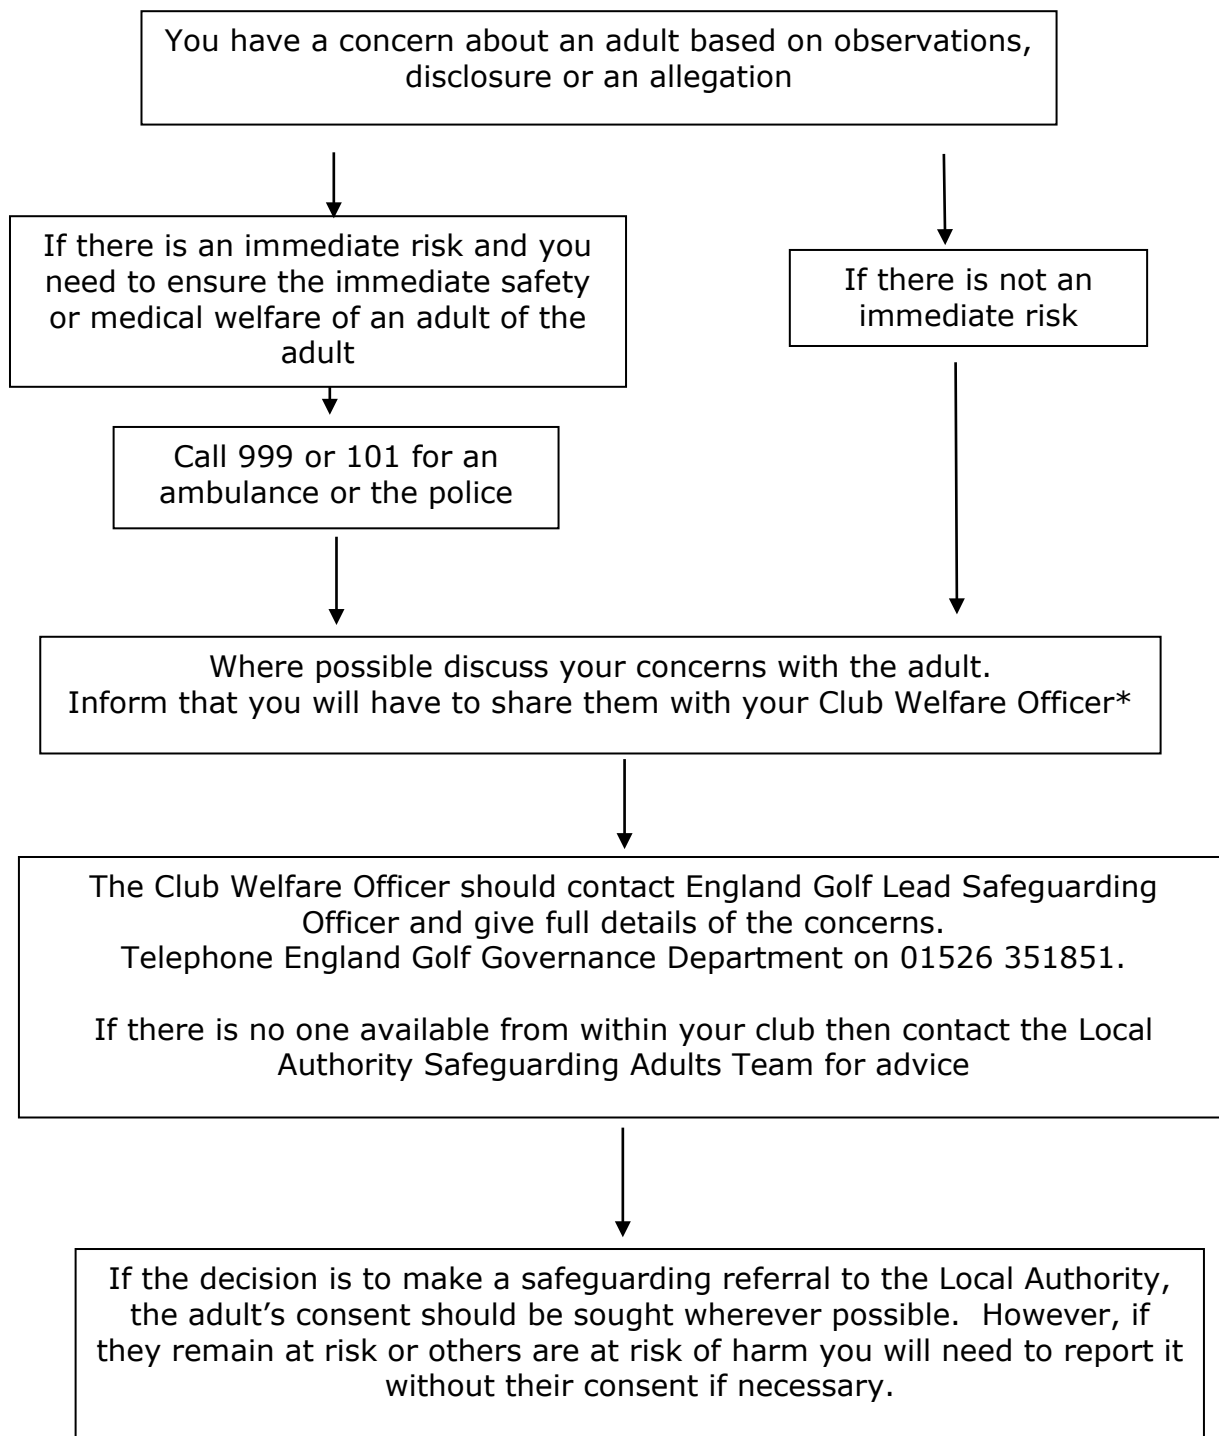 You have a concern about an adult based on observations,
disclosure or an allegation
If there is an immediate risk and you
need to ensure the immediate safety
or medical welfare of an adult of the
adult
If there is not an
immediate risk
Call 999 or 101 for an
ambulance or the police
Where possible discuss your concerns with the adult.
Inform that you will have to share them with your Club Welfare Officer*
The Club Welfare Officer should contact England Golf Lead Safeguarding
Officer and give full details of the concerns.
Telephone England Golf Governance Department on 01526 351851.
If there is no one available from within your club then contact the Local
Authority Safeguarding Adults Team for advice
If the decision is to make a safeguarding referral to the Local Authority,
the adult’s consent should be sought wherever possible.  However, if
they remain at risk or others are at risk of harm you will need to report it
without their consent if necessary.